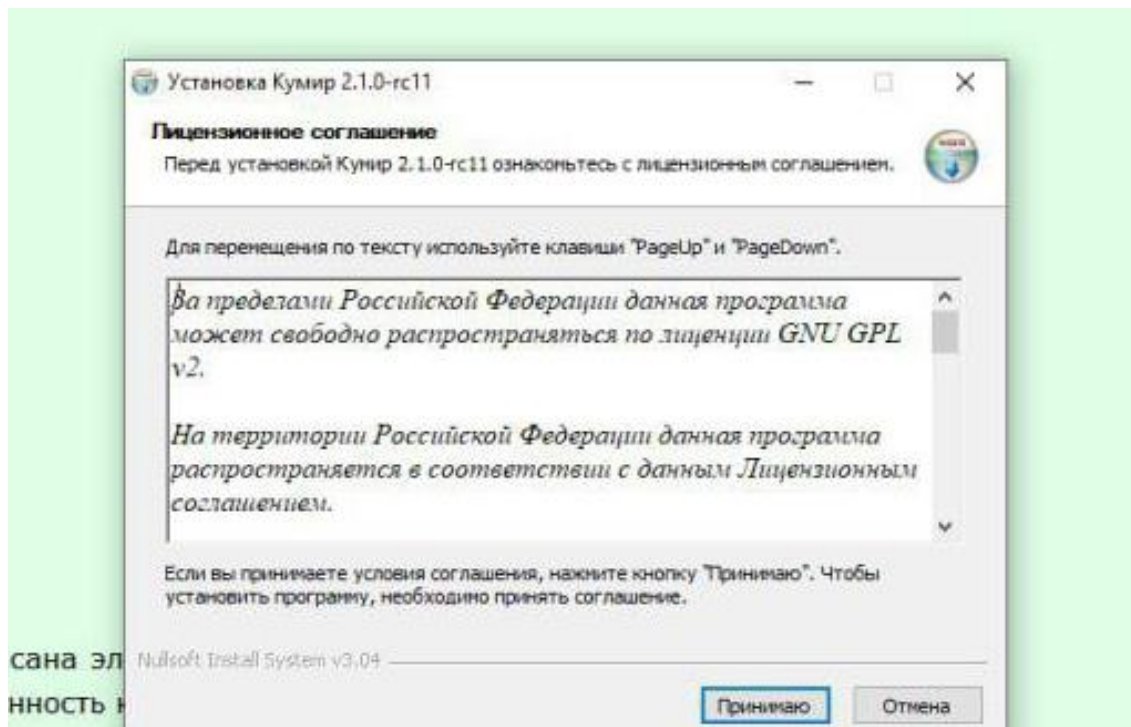 Установка Кумир 2.1.0-rc11
Лицензионное соглашение
Перед установкой Кумир 2.1.0-rc11 ознакомьтесь с лицензионным соглашением.
Для перемещения по тексту используйте клавиши "PageUp" и "PageDown".
За пределами Российской Федерации данная программа
может свободно распространяться по лиценции GNU GPL
v2.
На территории Российской Федерации данная программа
распространяется в соответствии с данным Лицензионным
соглашением.
Если вы принимаете условия соглашения, нажмите кнопку "Принимаю". Чтобы
установить программу, необходимо принять соглашение.
сана эл
Nullsoft Install System v3.04
нность
Принимаю Отмена